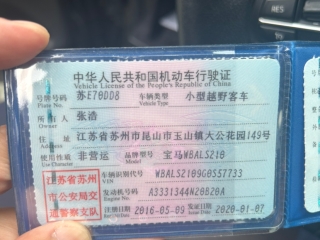 中华人民共和国机动车行驶证
Vehicle License of the People's Republic of China
号牌号码 苏E70DD8 车辆类型 小型越野客车
Plate No. Vehicle Type
所有人 张浩
Owner
住址 江苏省苏州市昆山市玉山镇大公花园149号
Address
使用性质 非营运 品牌型号 宝马WBALS210
Use Character Model
江苏省苏州市公安局交通警察支队
车辆识别代号 WBALS2109G0S57733
VIN
发动机号码 A3331344N20B20A
Engine No.
注册日期 2016-05-09 发证日期 2020-01-07
Register Date Issue Date